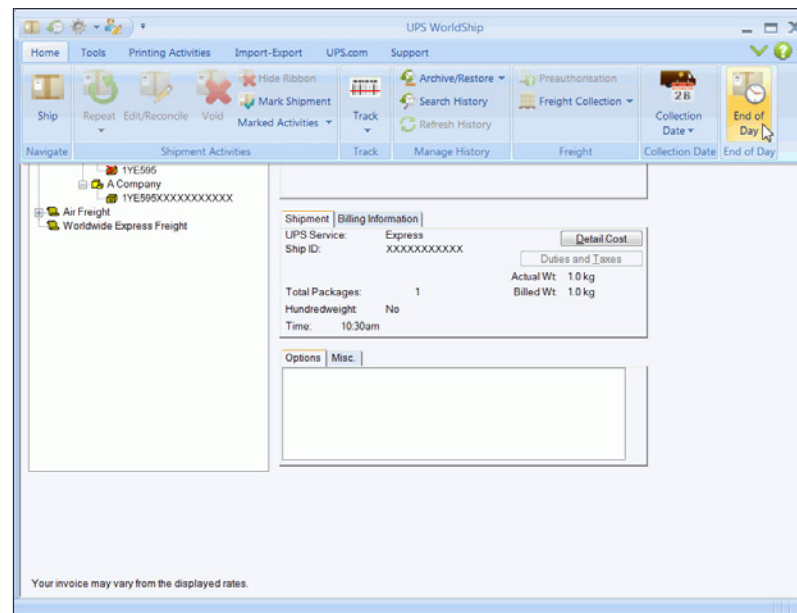 UPS WorldShip
Home Tools Printing Activities Import-Export UPS.com Support
Ship
Repeat
Edit/Reconcile
Void
Hide Ribbon
Mark Shipment
Marked Activities
Track
Archive/Restore
Search History
Refresh History
Preauthorisation
Freight Collection
28
Collection
Date
End of
Day
Navigate Shipment Activities Track Manage History Freight Collection Date End of Day
1YE595
A Company
1YE595XXXXXXXXXXXX
Air Freight
Worldwide Express Freight
Shipment Billing Information
UPS Service: Express
Detail Cost
Ship ID: XXXXXXXXXXX
Duties and Taxes
Actual Wt: 1.0 kg
Total Packages: 1 Billed Wt: 1.0 kg
Hundredweight: No
Time: 10:30am
Options Misc.
Your invoice may vary from the displayed rates.